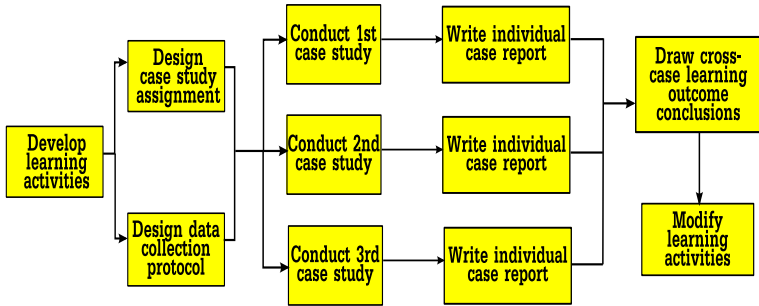 Develop
learning
activities
Design
case study
assignment
Design data
collection
protocol
Conduct 1st
case study
Conduct 2nd
case study
Conduct 3rd
case study
Write individual
case report
Write individual
case report
Write individual
case report
Draw cross-
case learning
outcome
conclusions
Modify
learning
activities